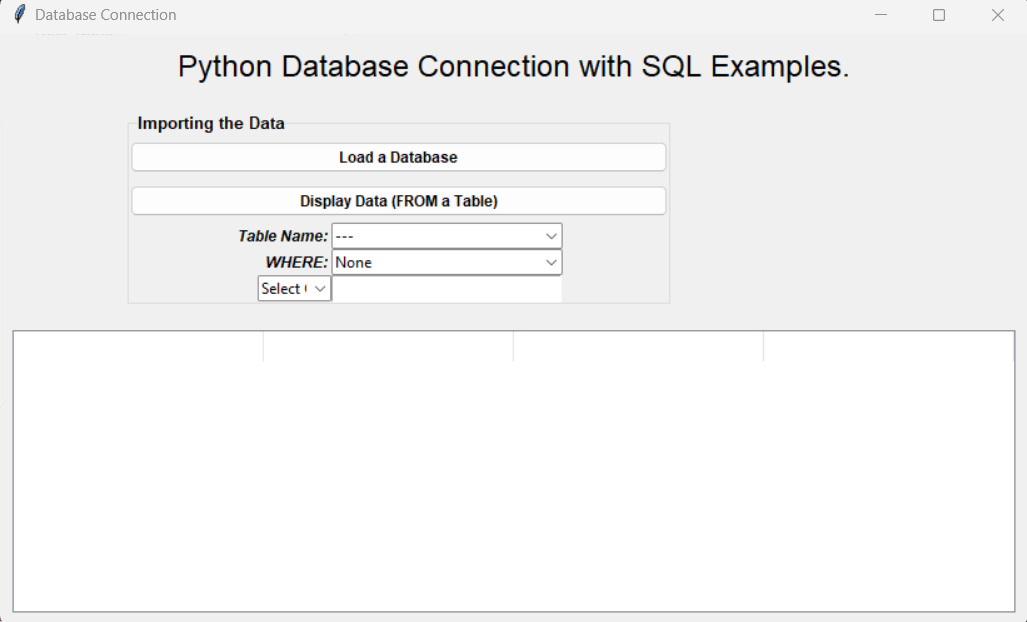 Database Connection
Python Database Connection with SQL Examples.
Importing the Data
Load a Database
Display Data (FROM a Table)
Table Name: ---
WHERE: None
Select